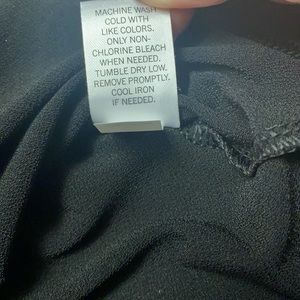 MACHINE WASH
COLD WITH
LIKE COLORS.
ONLY NON-
CHLORINE BLEACH
WHEN NEEDED.
TUMBLE DRY LOW.
REMOVE PROMPTLY.
COOL IRON
IF NEEDED.